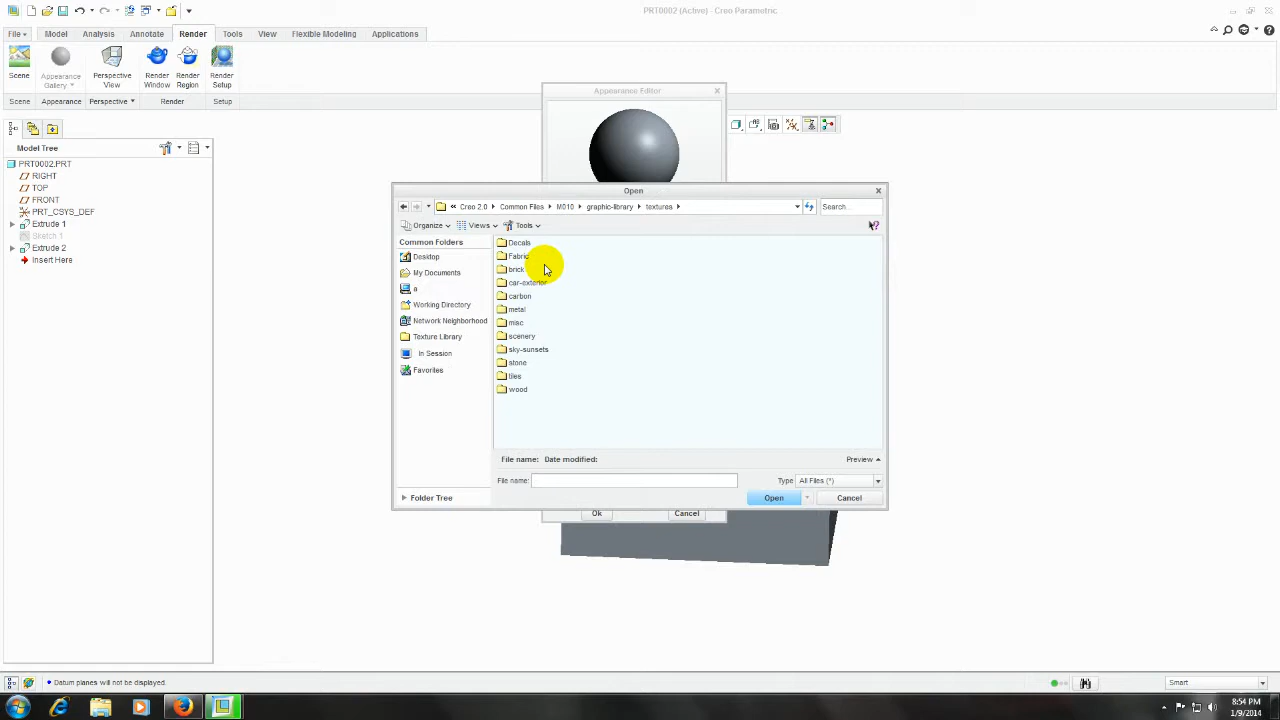 PRT0002 (Active) - Creo Parametric
File
Model
Analysis
Annotate
Render
Tools
View
Flexible Modeling
Applications
Scene
Appearance Gallery
Perspective View
Render Window
Render Region
Render Setup
Scene
Appearance
Perspective
Render
Setup
Appearance Editor
Model Tree
PRT0002.PRT
RIGHT
TOP
FRONT
PRT_CSYS_DEF
Extrude 1
Sketch 1
Extrude 2
Insert Here
Open
« Creo 2.0 Common Files M010 graphic-library textures
Search...
Organize
Views
Tools
Common Folders
Desktop
My Documents
a
Working Directory
Network Neighborhood
Texture Library
In Session
Favorites
Folder Tree
Decals
Fabric
brick
car-exterior
carbon
metal
misc
scenery
sky-sunsets
stone
tiles
wood
File name: Date modified:
Preview
File name:
Type All Files (*)
Open
Cancel
Ok
Cancel
• Datum planes will not be displayed.
Smart
8:54 PM
1/9/2014